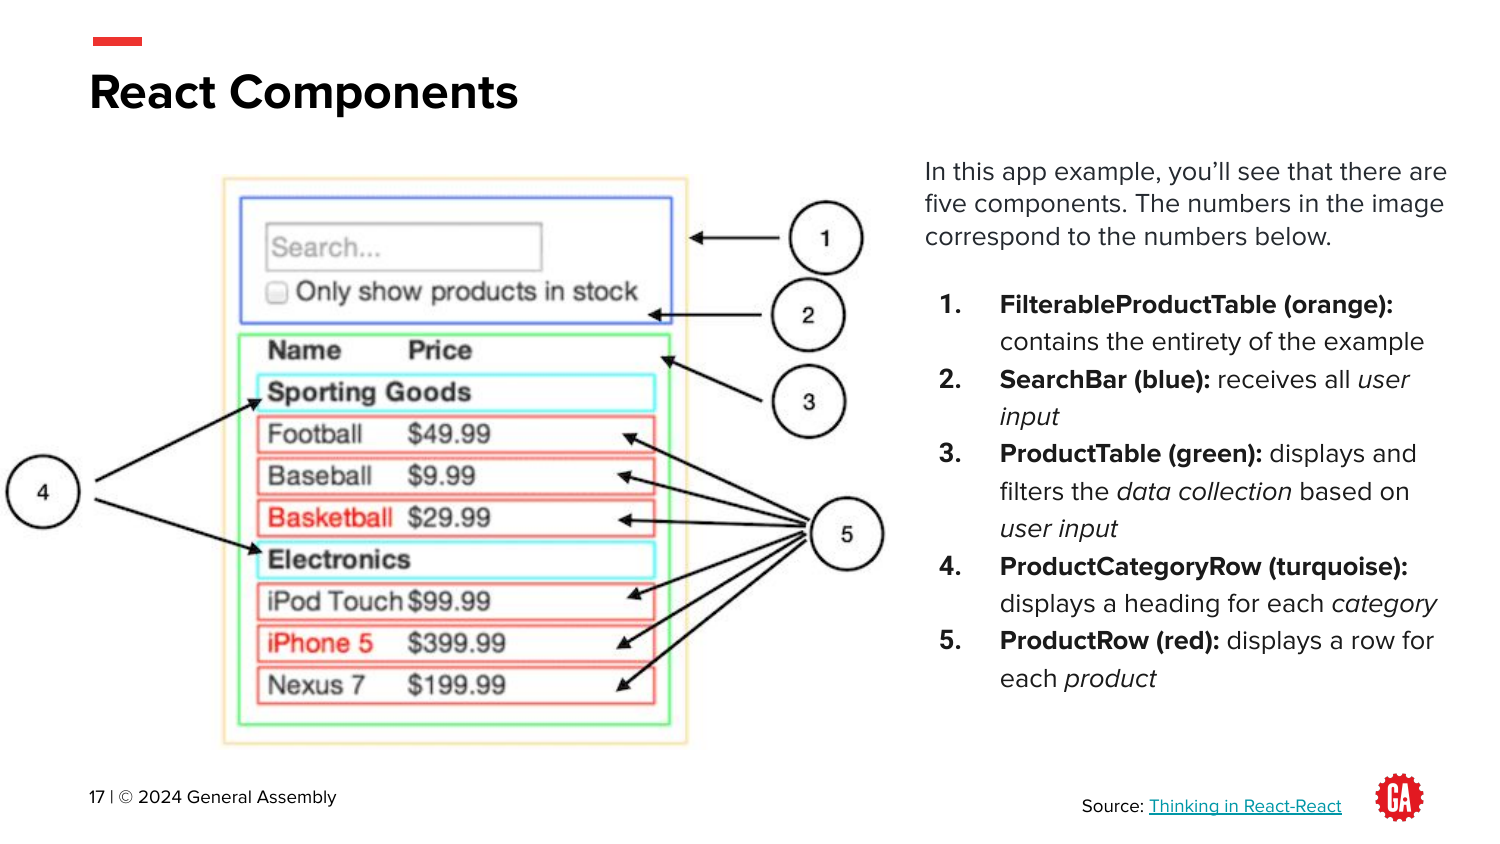 React Components
Search...
Only show products in stock
Name Price
Sporting Goods
Football $49.99
Baseball $9.99
Basketball $29.99
Electronics
iPod Touch $99.99
iPhone 5 $399.99
Nexus 7 $199.99
1
2
3
4
5
In this app example, you’ll see that there are
five components. The numbers in the image
correspond to the numbers below.
1. FilterableProductTable (orange):
contains the entirety of the example
2. SearchBar (blue): receives all user
input
3. ProductTable (green): displays and
filters the data collection based on
user input
4. ProductCategoryRow (turquoise):
displays a heading for each category
5. ProductRow (red): displays a row for
each product
17 | © 2024 General Assembly
Source: Thinking in React-React
GA